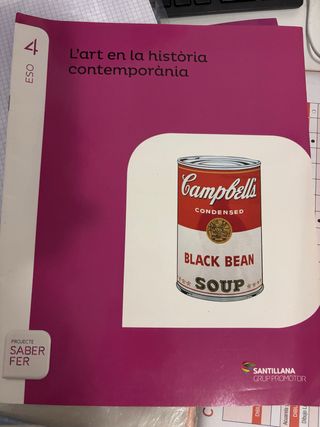 4
ESO
L'art en la història
contemporània
Campbell's
CONDENSED
BLACK BEAN
SOUP
PROJECTE
SABER
FER
SANTILLANA
GRUP PROMOTOR